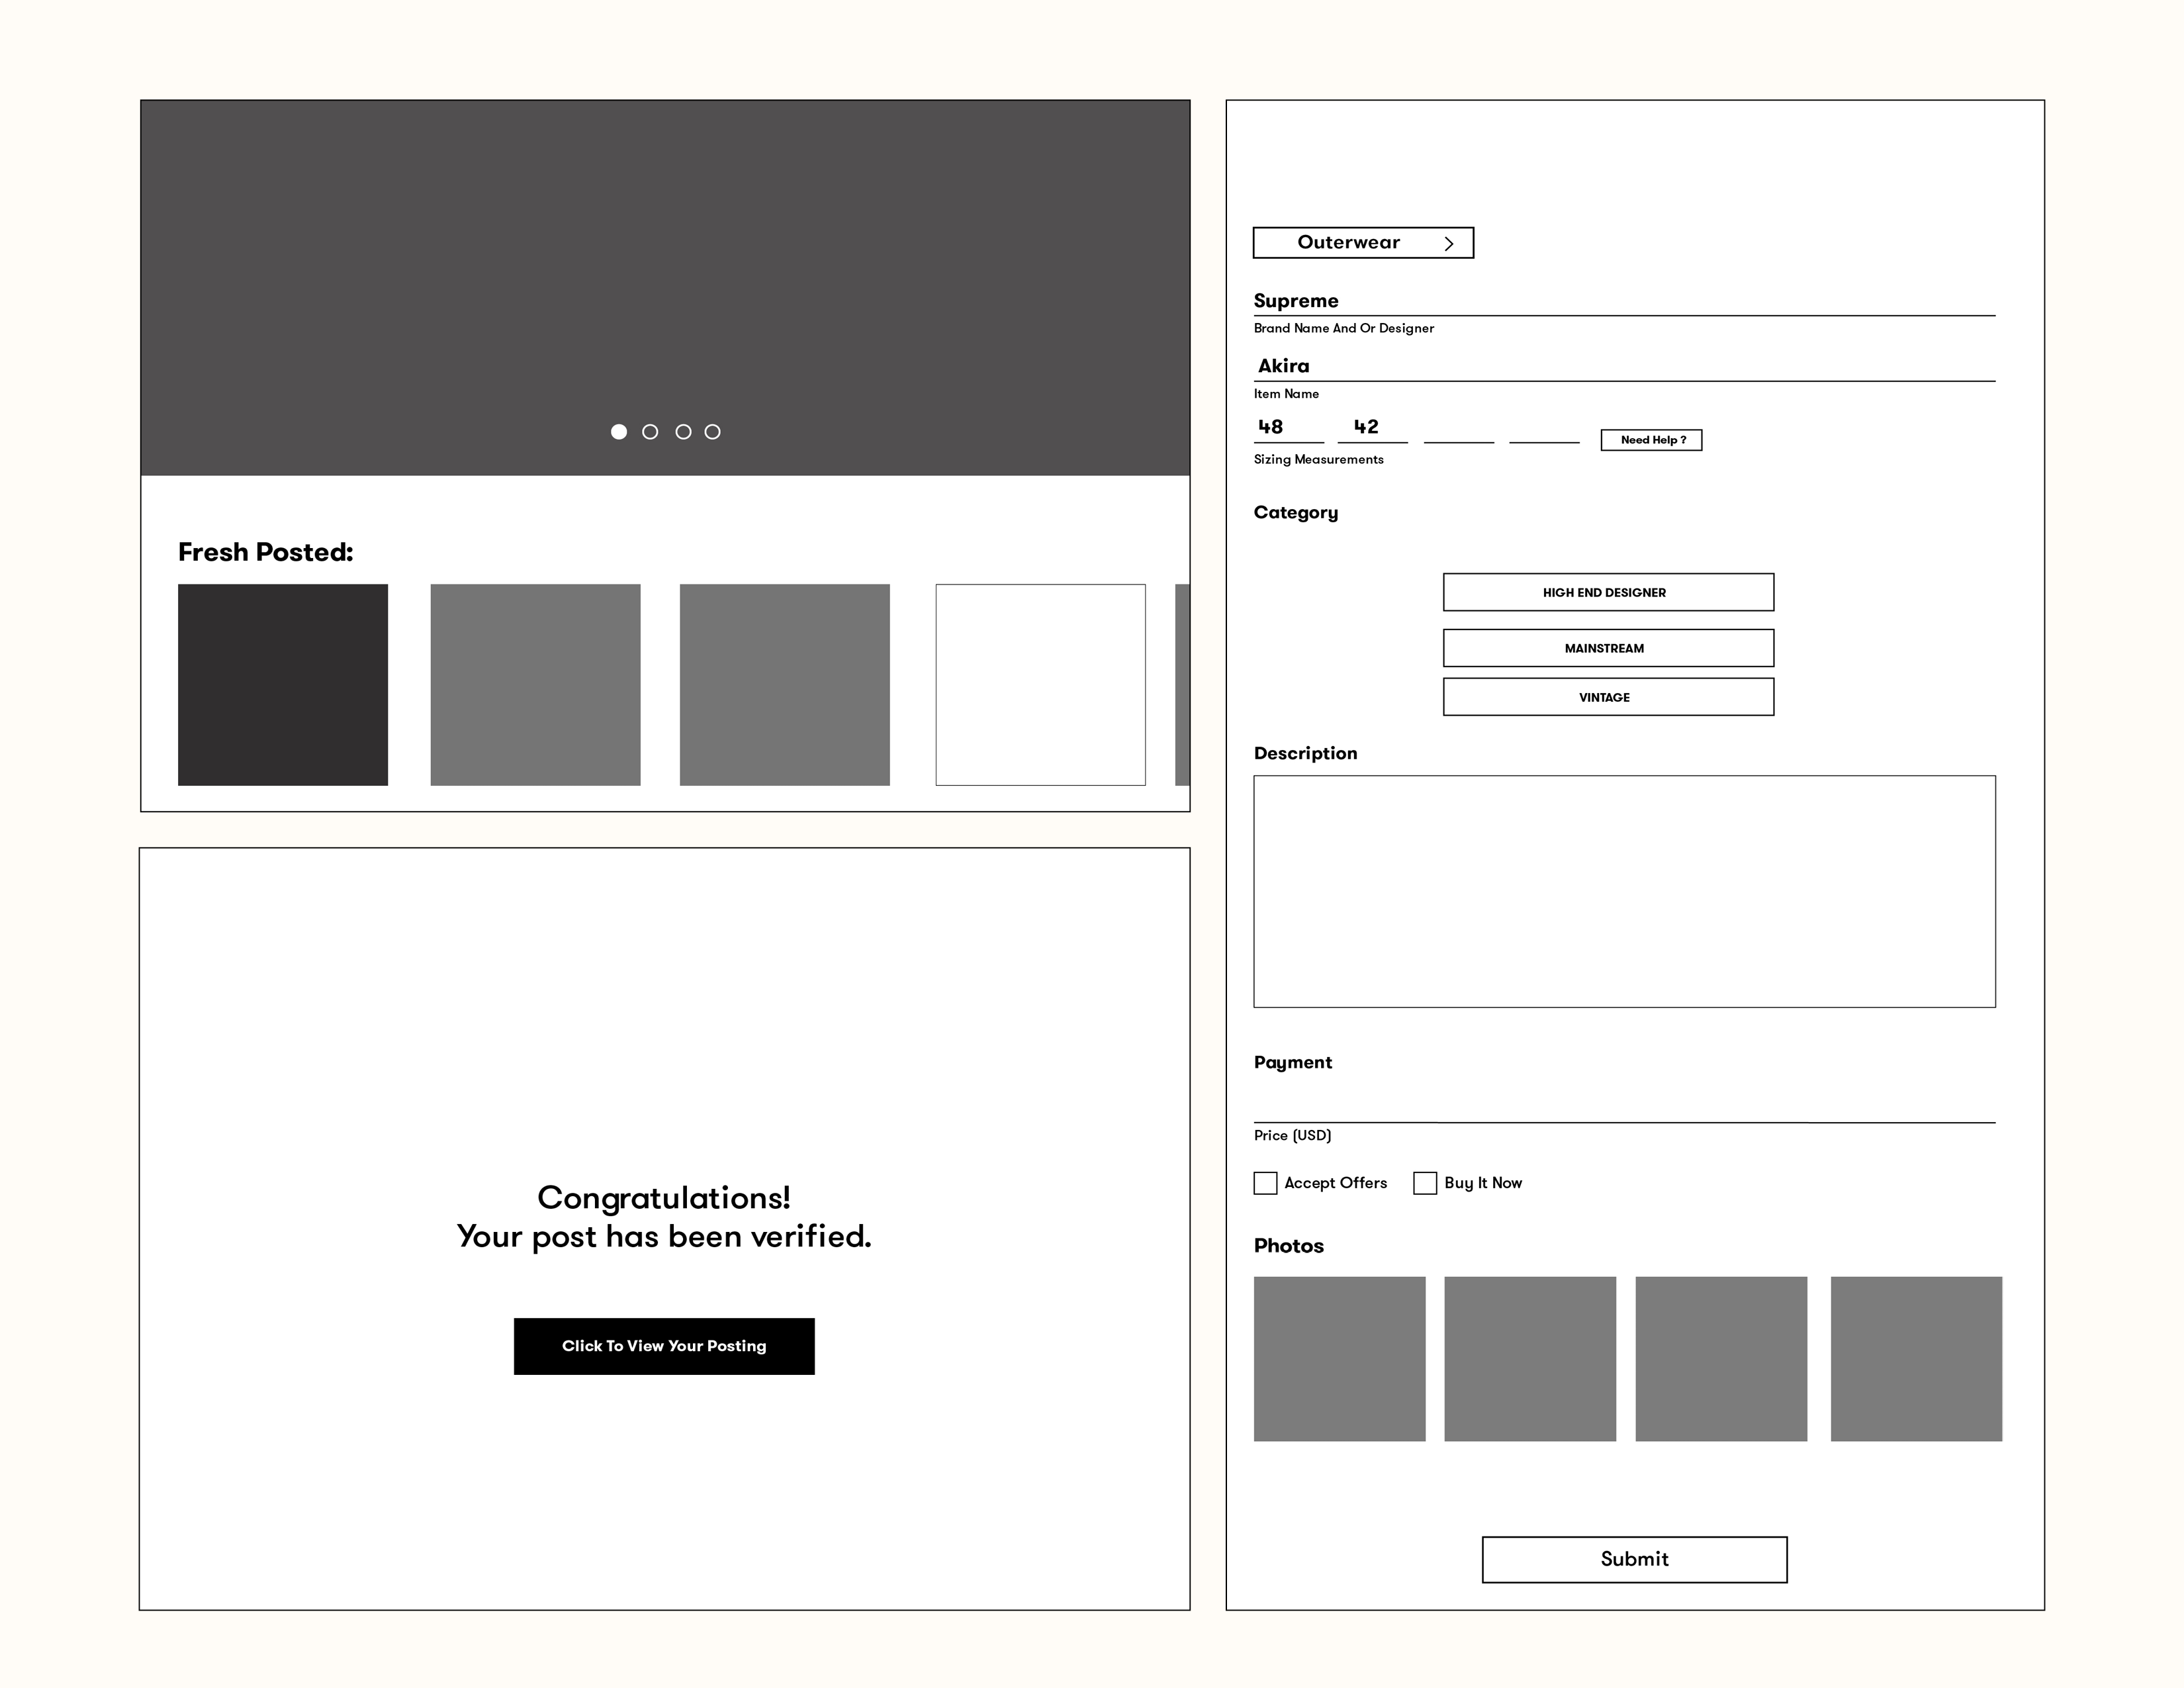 Fresh Posted:
Congratulations!
Your post has been verified.
Click To View Your Posting
Outerwear
Supreme
Brand Name And Or Designer
Akira
Item Name
48 42
Need Help ?
Sizing Measurements
Category
HIGH END DESIGNER
MAINSTREAM
VINTAGE
Description
Payment
Price (USD)
Accept Offers Buy It Now
Photos
Submit